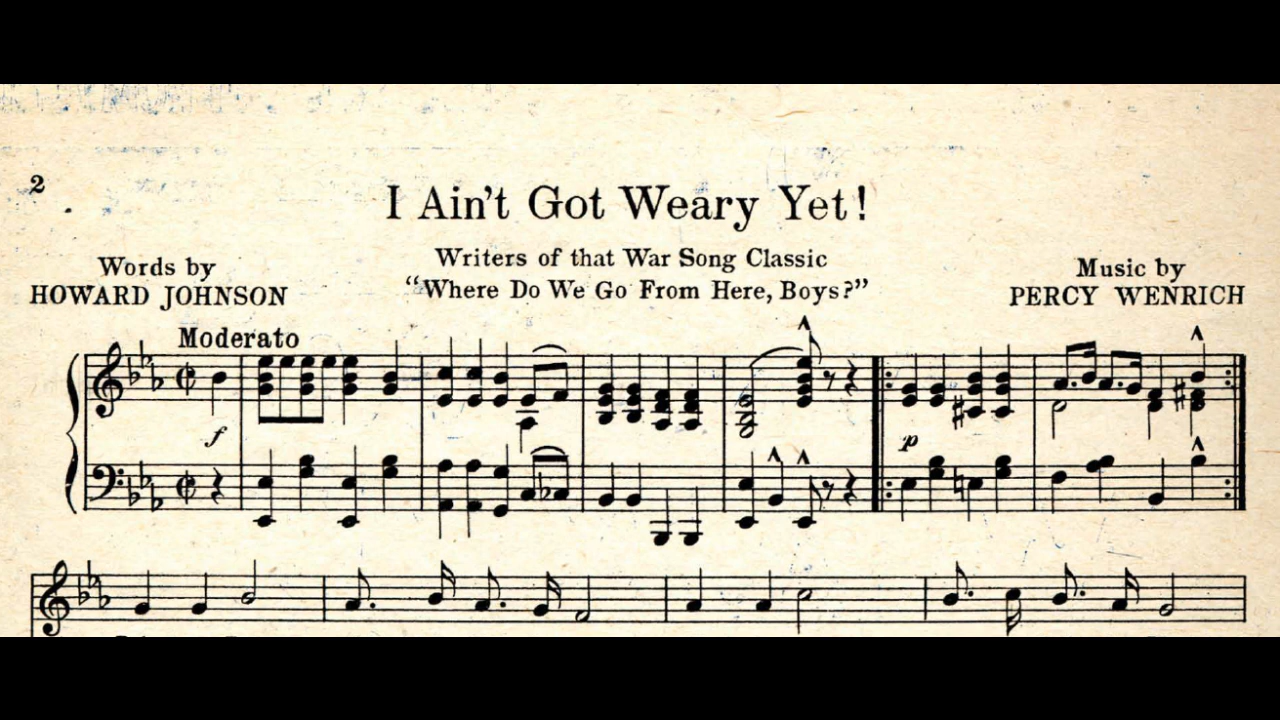 2
I Ain't Got Weary Yet!
Writers of that War Song Classic
"Where Do We Go From Here, Boys?"
Words by
HOWARD JOHNSON
Music by
PERCY WENRICH
Moderato
f
p